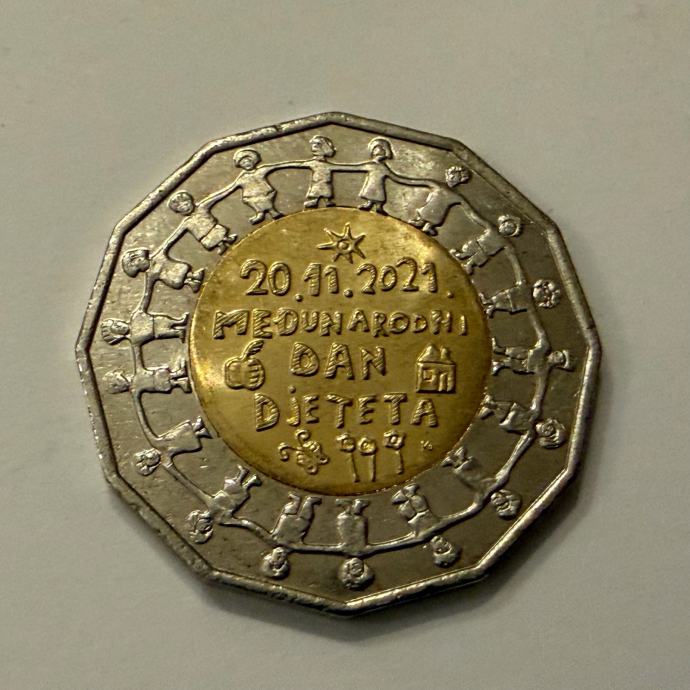 20.11.2021.
MEĐUNARODNI
DAN
DJETETA